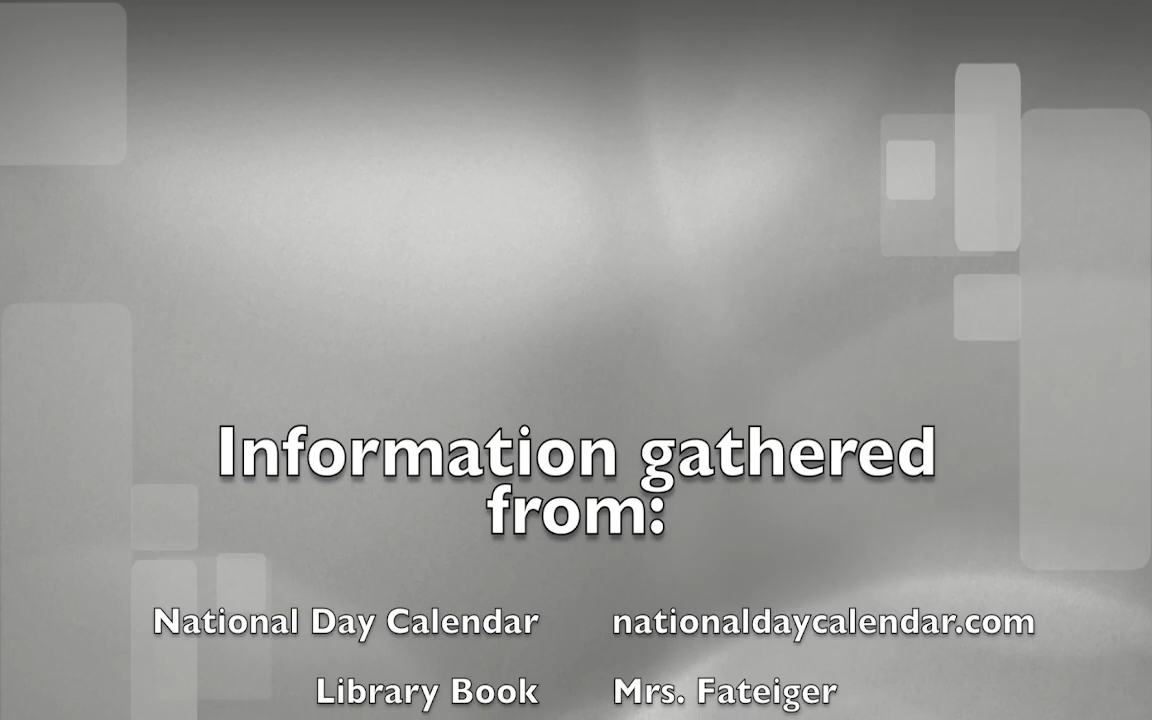 Information gathered
from:
National Day Calendar nationaldaycalendar.com
Library Book Mrs. Fateiger